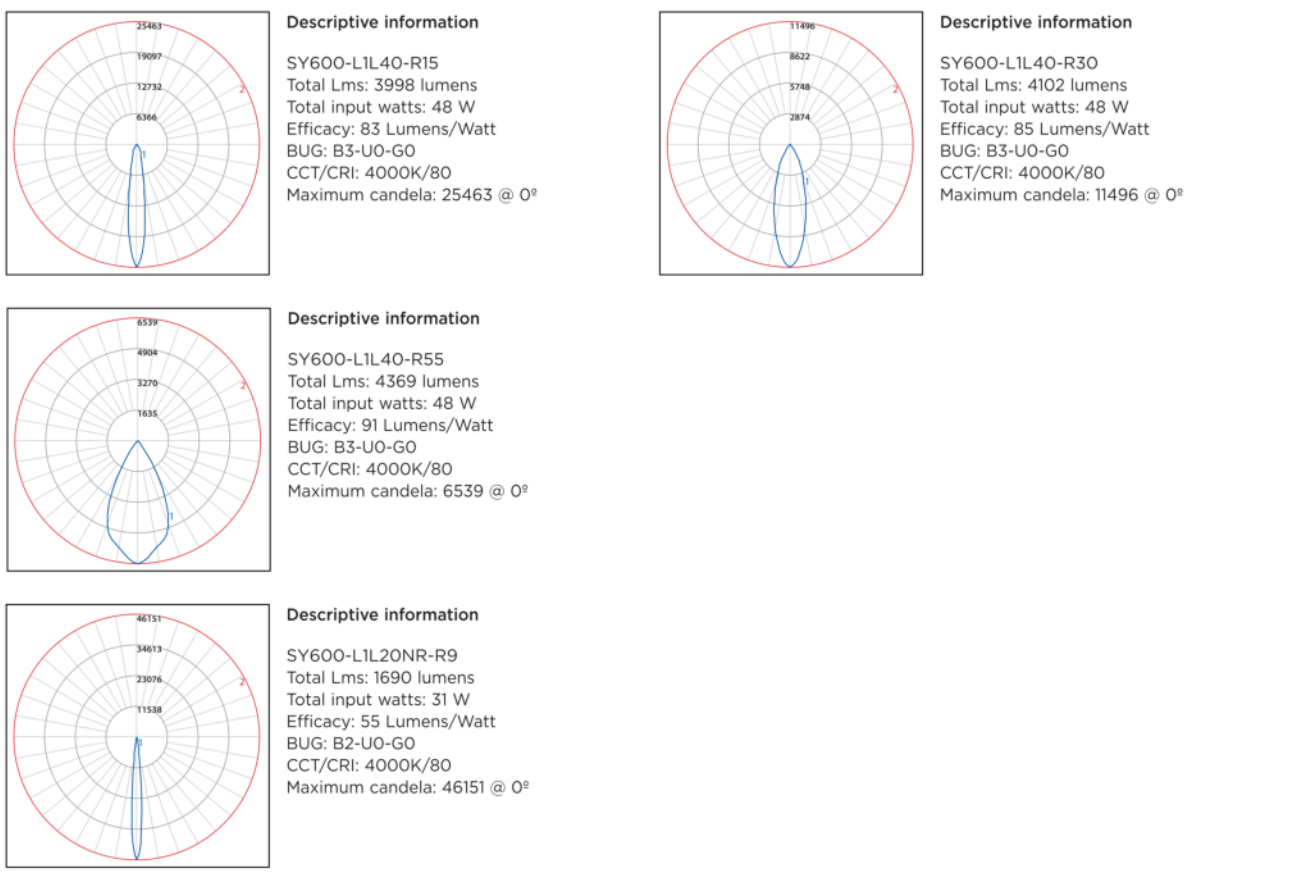 25463
19097
12732
6366
2
1
Descriptive information
SY600-L1L40-R15
Total Lms: 3998 lumens
Total input watts: 48 W
Efficacy: 83 Lumens/Watt
BUG: B3-U0-G0
CCT/CRI: 4000K/80
Maximum candela: 25463 @ 0º
11496
8622
5748
2874
2
1
Descriptive information
SY600-L1L40-R30
Total Lms: 4102 lumens
Total input watts: 48 W
Efficacy: 85 Lumens/Watt
BUG: B3-U0-G0
CCT/CRI: 4000K/80
Maximum candela: 11496 @ 0º
6539
4904
3270
1635
2
1
Descriptive information
SY600-L1L40-R55
Total Lms: 4369 lumens
Total input watts: 48 W
Efficacy: 91 Lumens/Watt
BUG: B3-U0-G0
CCT/CRI: 4000K/80
Maximum candela: 6539 @ 0º
46151
34613
23076
11538
2
1
Descriptive information
SY600-L1L20NR-R9
Total Lms: 1690 lumens
Total input watts: 31 W
Efficacy: 55 Lumens/Watt
BUG: B2-U0-G0
CCT/CRI: 4000K/80
Maximum candela: 46151 @ 0º